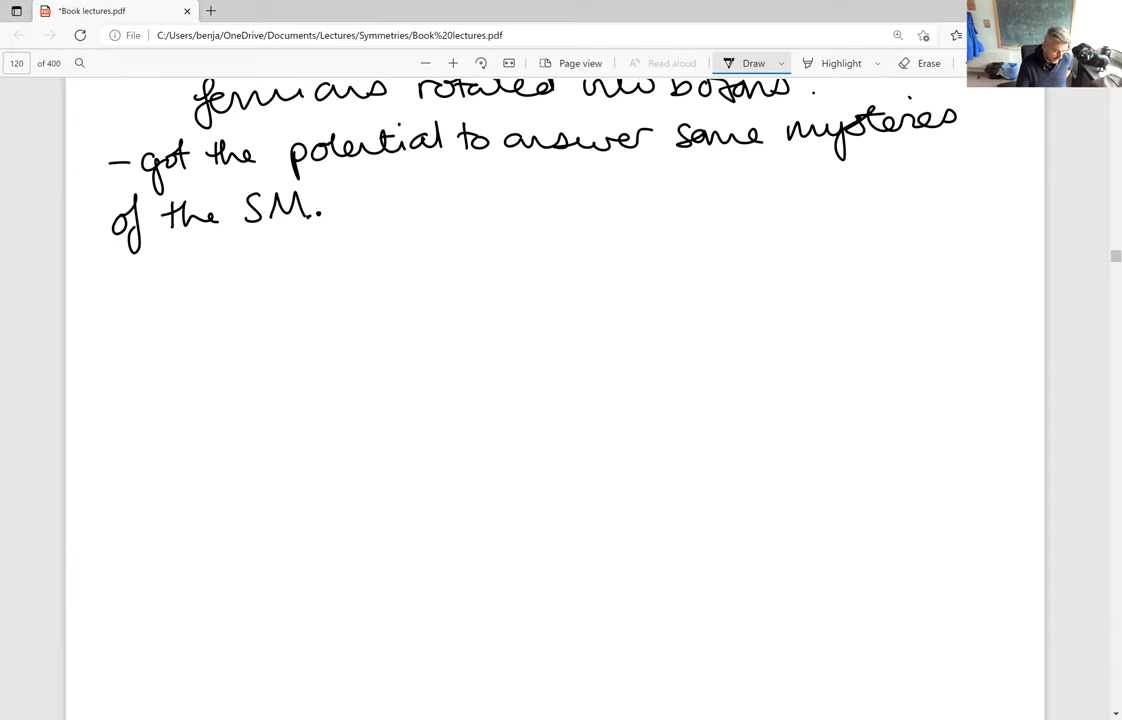 *Book lectures.pdf
File C:/Users/benja/OneDrive/Documents/Lectures/Symmetries/Book%20lectures.pdf
120 of 400 Page view Read aloud Draw Highlight Erase
fermions rotated into bosons.
- got the potential to answer some mysteries
of the SM.